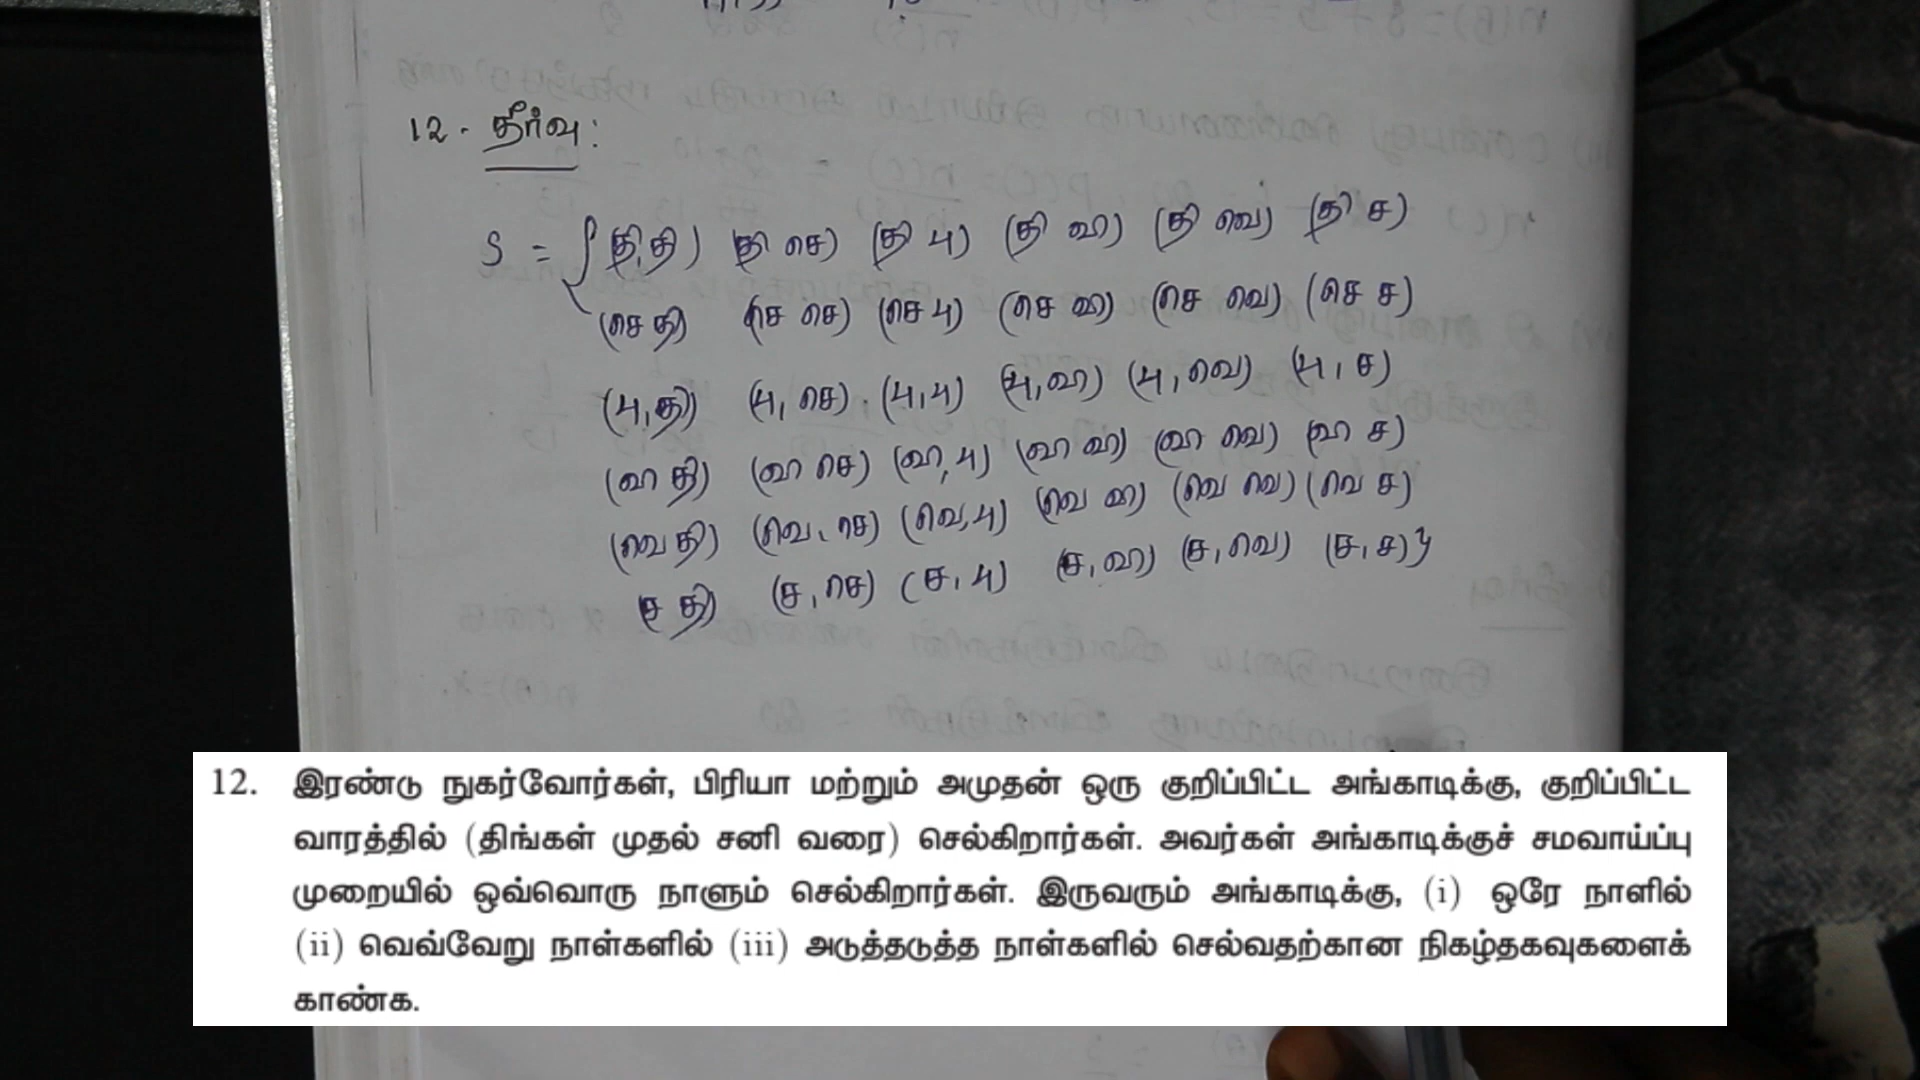 12. தீர்வு:
S = { (தி,தி) (தி செ) (தி பு) (தி வி) (தி வெ) (தி ச)
(செ தி) (செ செ) (செ பு) (செ வி) (செ வெ) (செ ச)
(பு,தி) (பு, செ) (பு,பு) (பு,வி) (பு,வெ) (பு, ச)
(வி தி) (வி செ) (வி,பு) (வி வி) (வி வெ) (வி ச)
(வெ தி) (வெ, செ) (வெ,பு) (வெ வி) (வெ வெ) (வெ ச)
(ச தி) (ச, செ) (ச, பு) (ச,வி) (ச,வெ) (ச,ச)}
12. இரண்டு நுகர்வோர்கள், பிரியா மற்றும் அமுதன் ஒரு குறிப்பிட்ட அங்காடிக்கு, குறிப்பிட்ட
வாரத்தில் (திங்கள் முதல் சனி வரை) செல்கிறார்கள். அவர்கள் அங்காடிக்குச் சமவாய்ப்பு
முறையில் ஒவ்வொரு நாளும் செல்கிறார்கள். இருவரும் அங்காடிக்கு, (i) ஒரே நாளில்
(ii) வெவ்வேறு நாள்களில் (iii) அடுத்தடுத்த நாள்களில் செல்வதற்கான நிகழ்தகவுகளைக்
காண்க.